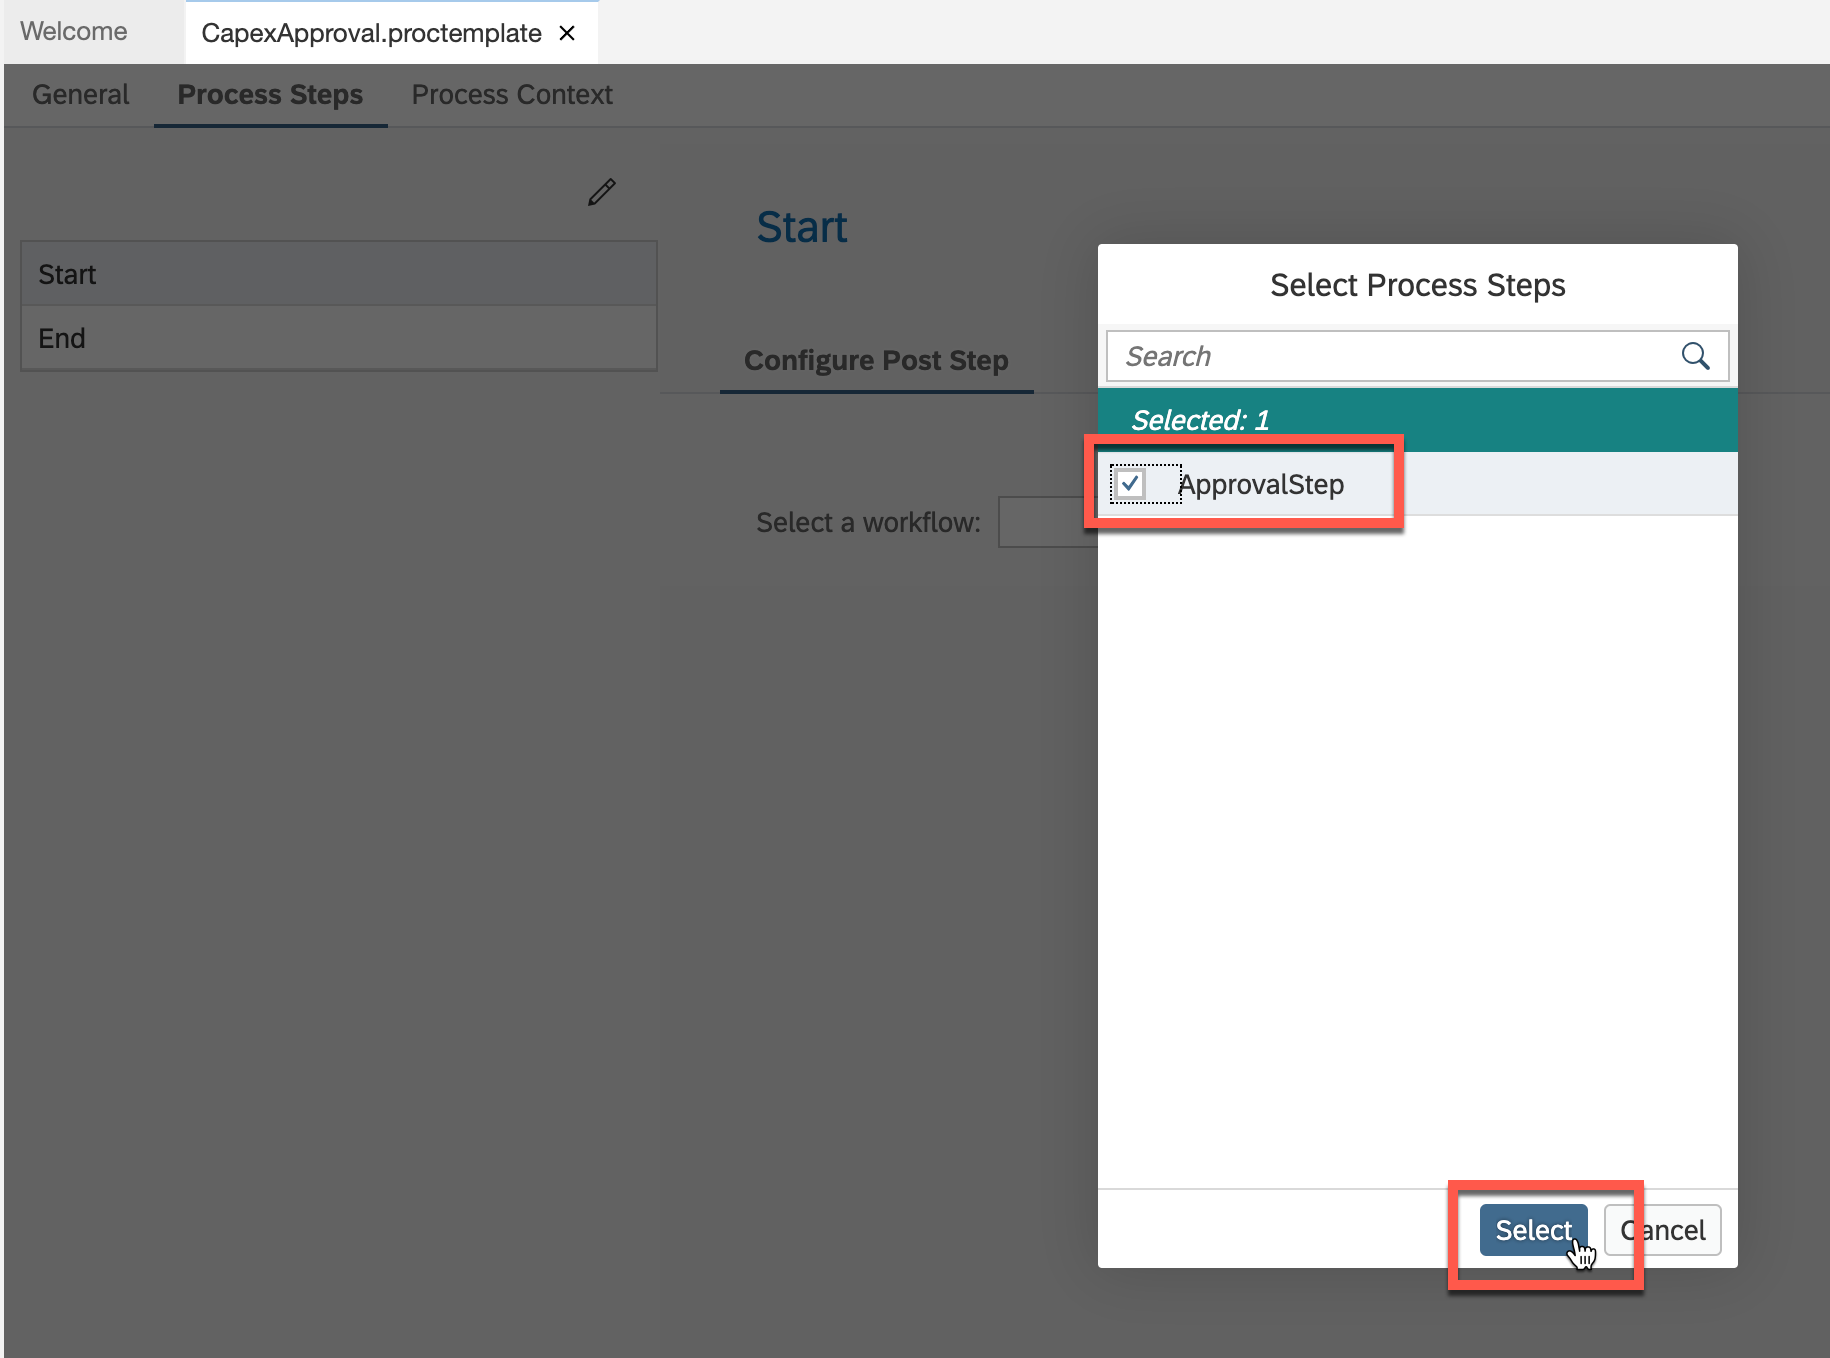 Welcome
CapexApproval.proctemplate
General Process Steps Process Context
Start
End
Start
Configure Post Step
Select a workflow:
Select Process Steps
Search
Selected: 1
ApprovalStep
Select Cancel